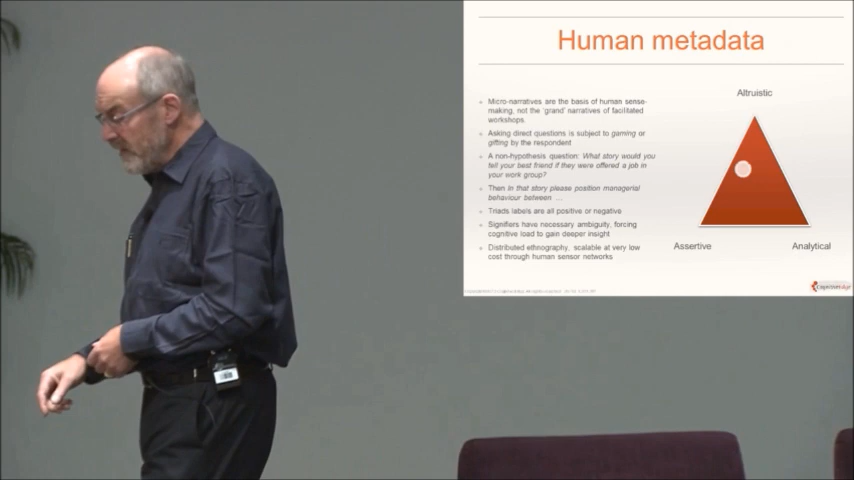 Human metadata
Altruistic
Micro-narratives are the basis of human sense-
making, not the 'grand' narratives of facilitated
workshops.
Asking direct questions is subject to gaming or
gifting by the respondent
A non-hypothesis question: What story would you
tell your best friend if they were offered a job in
your work group?
Then In that story please position managerial
behaviour between ...
Triads labels are all positive or negative
Signifiers have necessary ambiguity, forcing
cognitive load to gain deeper insight
Distributed ethnography, scalable at very low
cost through human sensor networks
Assertive
Analytical